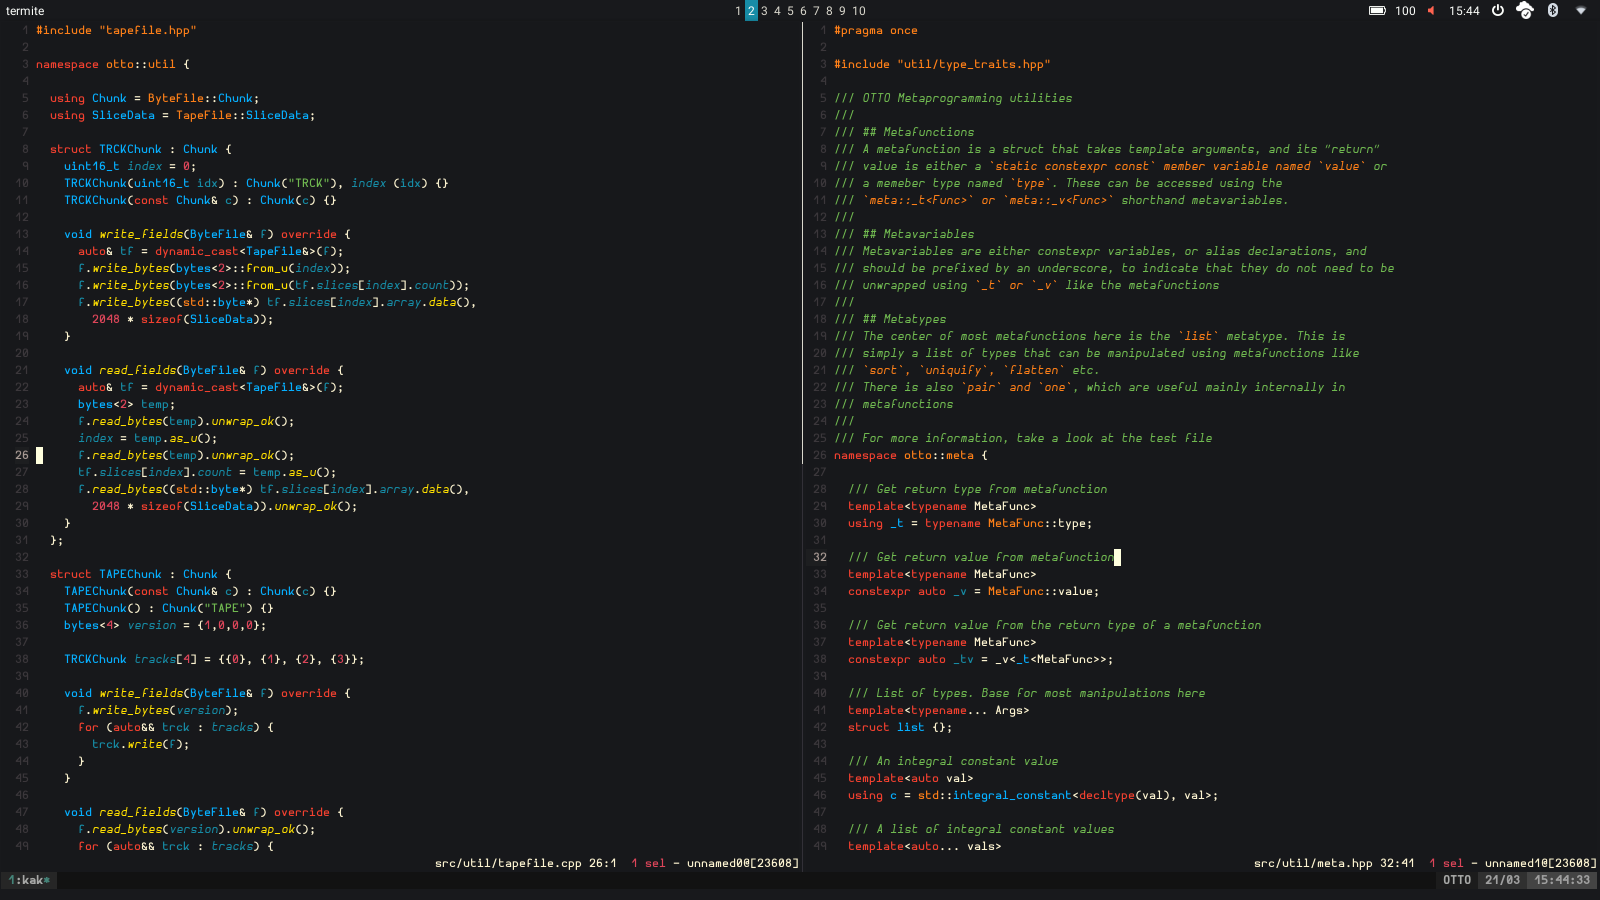 termite
1 2 3 4 5 6 7 8 9 10
100 15:44
1 #include "tapefile.hpp"
2
3 namespace otto::util {
4
5 using Chunk = ByteFile::Chunk;
6 using SliceData = TapeFile::SliceData;
7
8 struct TRCKChunk : Chunk {
9 uint16_t index = 0;
10 TRCKChunk(uint16_t idx) : Chunk("TRCK"), index (idx) {}
11 TRCKChunk(const Chunk& c) : Chunk(c) {}
12
13 void write_fields(ByteFile& f) override {
14 auto& tf = dynamic_cast<TapeFile&>(f);
15 f.write_bytes(bytes<2>::from_u(index));
16 f.write_bytes(bytes<2>::from_u(tf.slices[index].count));
17 f.write_bytes((std::byte*) tf.slices[index].array.data(),
18 2048 * sizeof(SliceData));
19 }
20
21 void read_fields(ByteFile& f) override {
22 auto& tf = dynamic_cast<TapeFile&>(f);
23 bytes<2> temp;
24 f.read_bytes(temp).unwrap_ok();
25 index = temp.as_u();
26 f.read_bytes(temp).unwrap_ok();
27 tf.slices[index].count = temp.as_u();
28 f.read_bytes((std::byte*) tf.slices[index].array.data(),
29 2048 * sizeof(SliceData)).unwrap_ok();
30 }
31 };
32
33 struct TAPEChunk : Chunk {
34 TAPEChunk(const Chunk& c) : Chunk(c) {}
35 TAPEChunk() : Chunk("TAPE") {}
36 bytes<4> version = {1,0,0,0};
37
38 TRCKChunk tracks[4] = {{0}, {1}, {2}, {3}};
39
40 void write_fields(ByteFile& f) override {
41 f.write_bytes(version);
42 for (auto&& trck : tracks) {
43 trck.write(f);
44 }
45 }
46
47 void read_fields(ByteFile& f) override {
48 f.read_bytes(version).unwrap_ok();
49 for (auto&& trck : tracks) {
src/util/tapefile.cpp 26:1 1 sel - unnamed0@[23608]
1 #pragma once
2
3 #include "util/type_traits.hpp"
4
5 /// OTTO Metaprogramming utilities
6 ///
7 /// ## Metafunctions
8 /// A metafunction is a struct that takes template arguments, and its "return"
9 /// value is either a `static constexpr const` member variable named `value` or
10 /// a memeber type named `type`. These can be accessed using the
11 /// `meta::_t<Func>` or `meta::_v<Func>` shorthand metavariables.
12 ///
13 /// ## Metavariables
14 /// Metavariables are either constexpr variables, or alias declarations, and
15 /// should be prefixed by an underscore, to indicate that they do not need to be
16 /// unwrapped using `_t` or `_v` like the metafunctions
17 ///
18 /// ## Metatypes
19 /// The center of most metafunctions here is the `list` metatype. This is
20 /// simply a list of types that can be manipulated using metafunctions like
21 /// `sort`, `uniquify`, `flatten` etc.
22 /// There is also `pair` and `one`, which are useful mainly internally in
23 /// metafunctions
24 ///
25 /// For more information, take a look at the test file
26 namespace otto::meta {
27
28 /// Get return type from metafunction
29 template<typename MetaFunc>
30 using _t = typename MetaFunc::type;
31
32 /// Get return value from metafunction
33 template<typename MetaFunc>
34 constexpr auto _v = MetaFunc::value;
35
36 /// Get return value from the return type of a metafunction
37 template<typename MetaFunc>
38 constexpr auto _tv = _v<_t<MetaFunc>>;
39
40 /// List of types. Base for most manipulations here
41 template<typename... Args>
42 struct list {};
43
44 /// An integral constant value
45 template<auto val>
46 using c = std::integral_constant<decltype(val), val>;
47
48 /// A list of integral constant values
49 template<auto... vals>
src/util/meta.hpp 32:41 1 sel - unnamed1@[23608]
1:kak*
OTTO 21/03 15:44:33